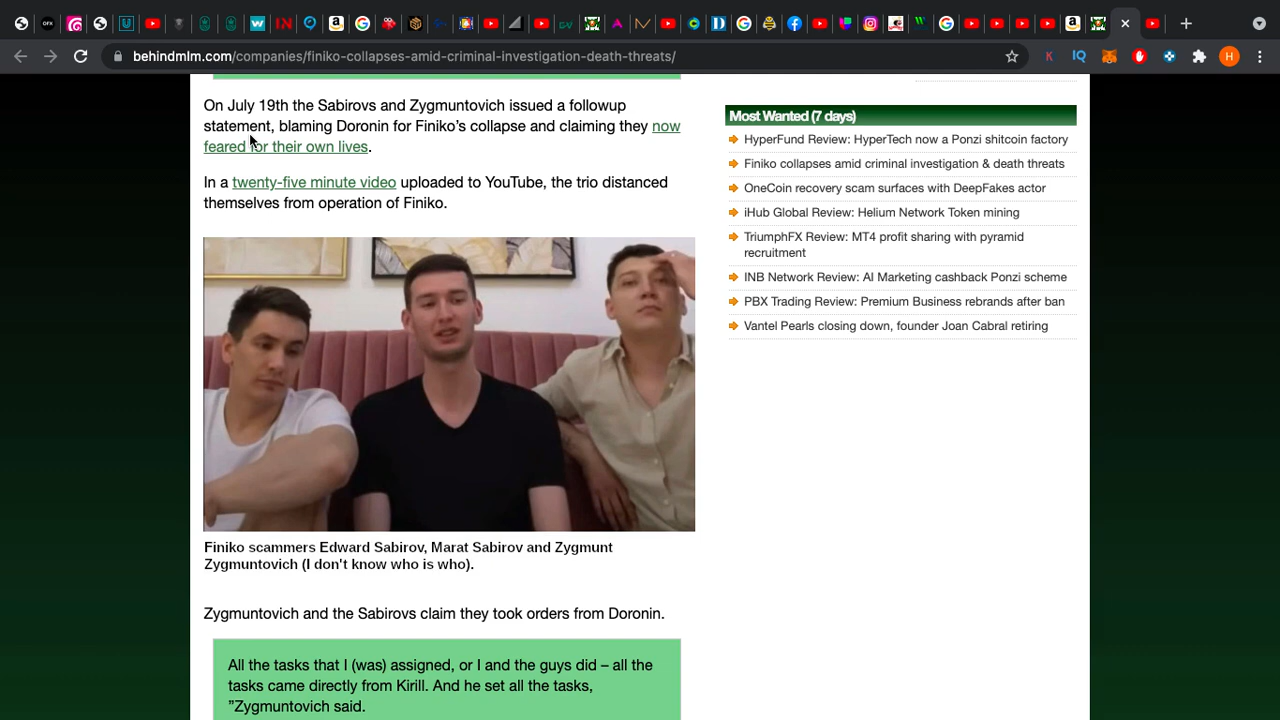 behindmlm.com/companies/finiko-collapses-amid-criminal-investigation-death-threats/
On July 19th the Sabirovs and Zygmuntovich issued a followup
statement, blaming Doronin for Finiko's collapse and claiming they now
feared for their own lives.
In a twenty-five minute video uploaded to YouTube, the trio distanced
themselves from operation of Finiko.
Finiko scammers Edward Sabirov, Marat Sabirov and Zygmunt
Zygmuntovich (I don't know who is who).
Zygmuntovich and the Sabirovs claim they took orders from Doronin.
All the tasks that I (was) assigned, or I and the guys did – all the
tasks came directly from Kirill. And he set all the tasks,
”Zygmuntovich said.
Most Wanted (7 days)
HyperFund Review: HyperTech now a Ponzi shitcoin factory
Finiko collapses amid criminal investigation & death threats
OneCoin recovery scam surfaces with DeepFakes actor
iHub Global Review: Helium Network Token mining
TriumphFX Review: MT4 profit sharing with pyramid
recruitment
INB Network Review: AI Marketing cashback Ponzi scheme
PBX Trading Review: Premium Business rebrands after ban
Vantel Pearls closing down, founder Joan Cabral retiring